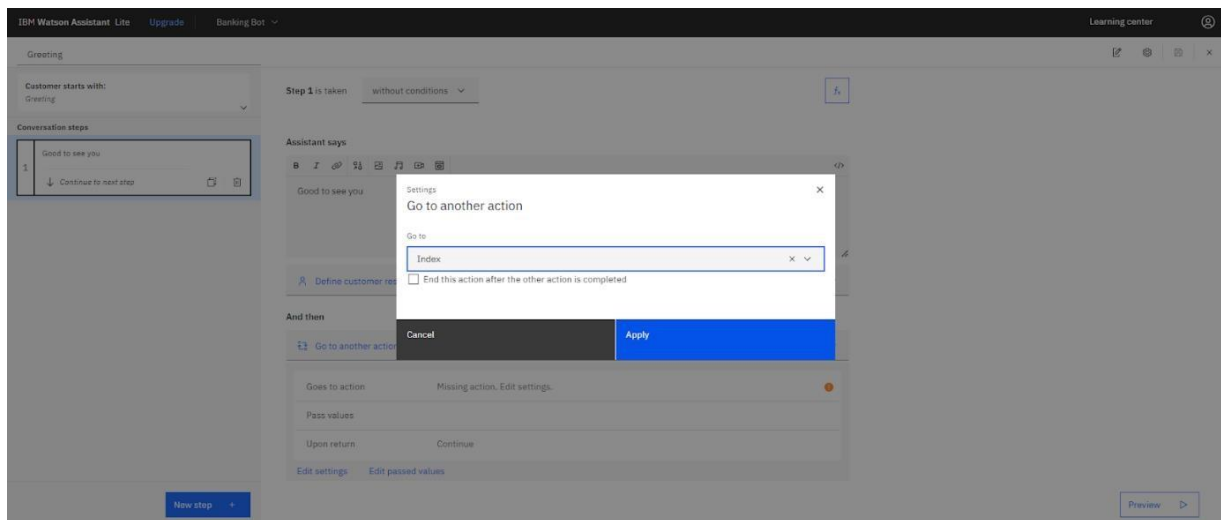 IBM Watson Assistant Lite Upgrade Banking Bot Learning center
Greeting
Customer starts with:
Greeting
Conversation steps
1 Good to see you
Continue to next step
New step +
Step 1 is taken without conditions fx
Assistant says
B I </>
Good to see you
Define customer res
And then
Go to another action
Goes to action Missing action. Edit settings.
Pass values
Upon return Continue
Edit settings Edit passed values
Settings
Go to another action
Go to
Index
End this action after the other action is completed
Cancel Apply
Preview